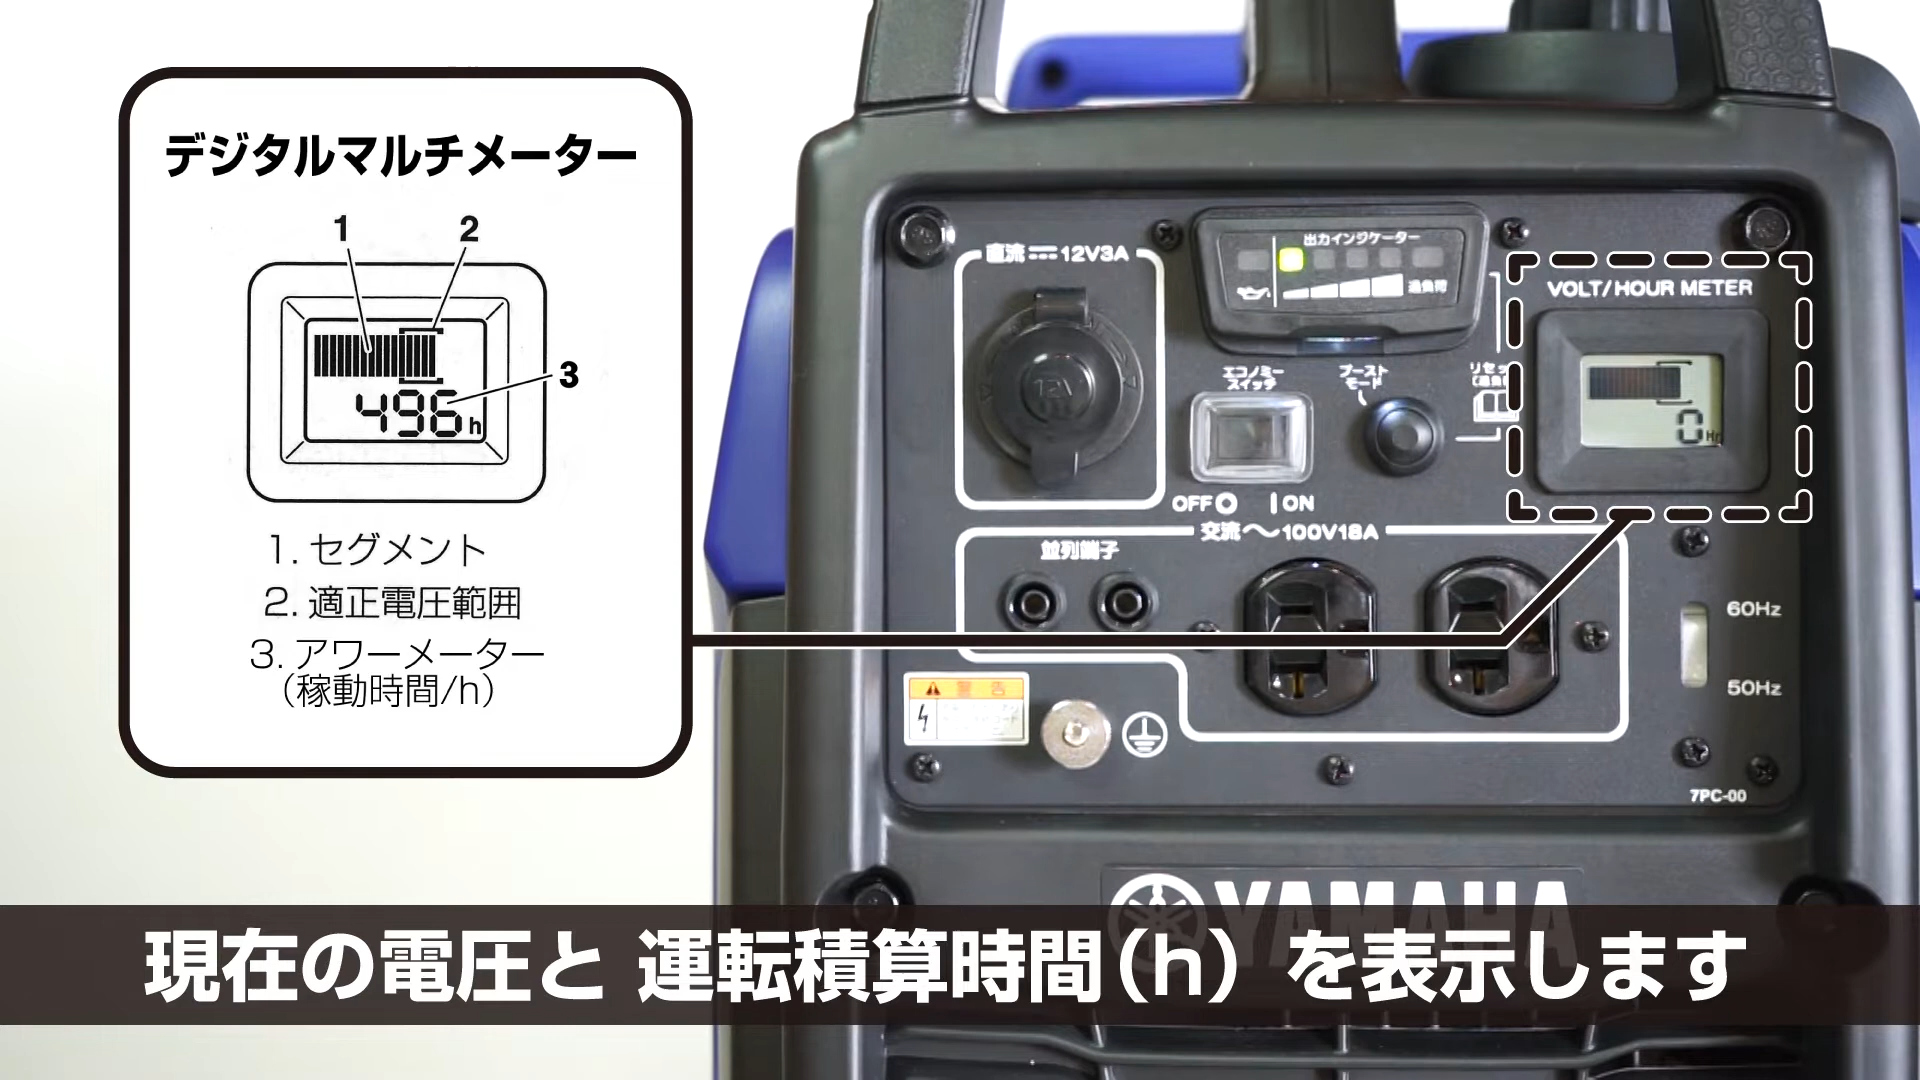 デジタルマルチメーター
1 2
3
496h
1. セグメント
2. 適正電圧範囲
3. アワーメーター
（稼動時間/h）
直流 12V3A
出力インジケーター
過負荷
VOLT/HOUR METER
0 Hr
12V
エコノミー
スイッチ
ブースト
モード
OFF ON
交流〜100V18A
並列端子
60Hz
50Hz
警告
7PC-00
YAMAHA
現在の電圧と 運転積算時間（h）を表示します